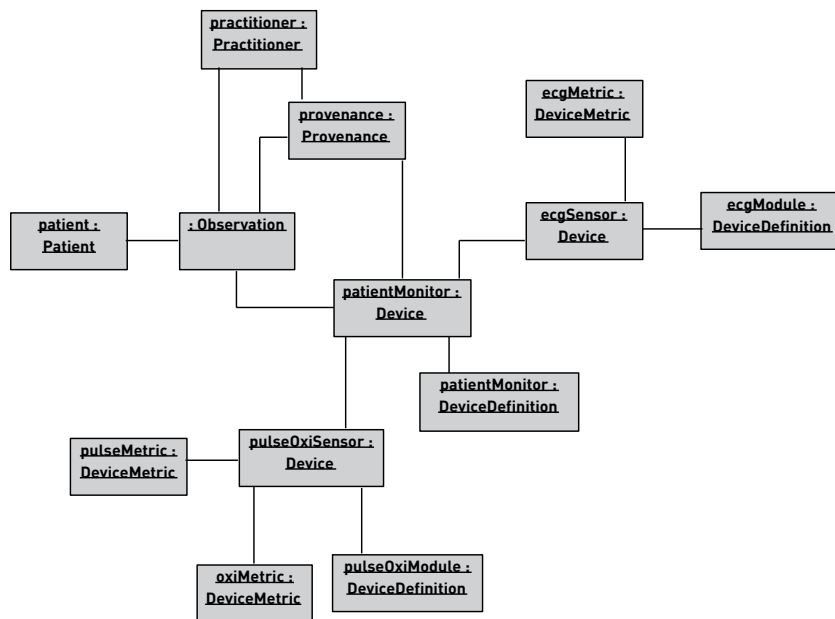 practitioner :
Practitioner
provenance :
Provenance
ecgMetric :
DeviceMetric
patient :
Patient
: Observation
ecgSensor :
Device
ecgModule :
DeviceDefinition
patientMonitor :
Device
patientMonitor :
DeviceDefinition
pulseMetric :
DeviceMetric
pulseOxiSensor :
Device
oxiMetric :
DeviceMetric
pulseOxiModule :
DeviceDefinition